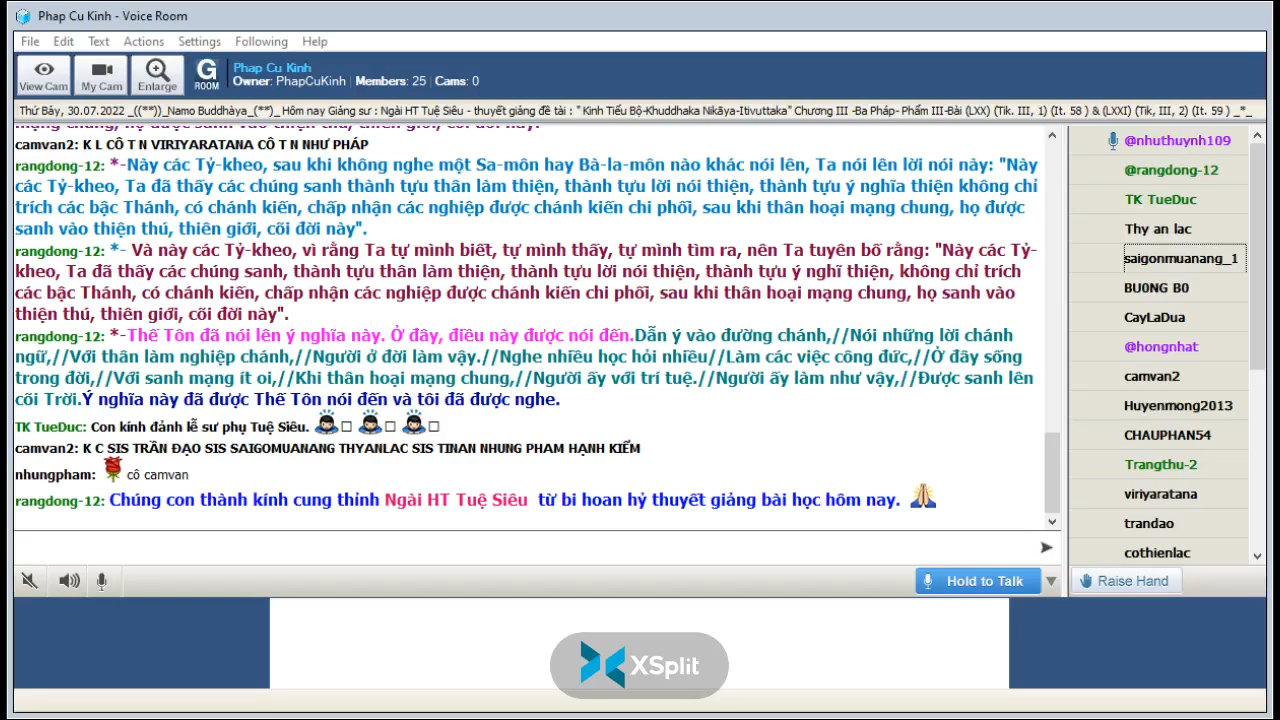 Phap Cu Kinh - Voice Room
File Edit Text Actions Settings Following Help
View Cam My Cam Enlarge G ROOM
Phap Cu Kinh
Owner: PhapCuKinh | Members: 25 | Cams: 0
Thứ Bảy, 30.07.2022 _((**))_Namo Buddhàya_(**)_ Hôm nay Giảng sư : Ngài HT Tuệ Siêu - thuyết giảng đề tài : " Kinh Tiểu Bộ-Khuddhaka Nikāya-Itivuttaka" Chương III -Ba Pháp- Phẩm III-Bài (LXX) (Tik. III, 1) (It. 58 ) & (LXXI) (Tik, III, 2) (It. 59 ) _*_
mạng chung, họ được sanh vào thiện thú, thiên giới, cõi đời này.
camvan2: K L CÔ T N VIRIYARATANA CÔ T N NHƯ PHÁP
rangdong-12: *-Này các Tỷ-kheo, sau khi không nghe một Sa-môn hay Bà-la-môn nào khác nói lên, Ta nói lên lời nói này: "Này
các Tỷ-kheo, Ta đã thấy các chúng sanh thành tựu thân làm thiện, thành tựu lời nói thiện, thành tựu ý nghĩa thiện không chỉ
trích các bậc Thánh, có chánh kiến, chấp nhận các nghiệp được chánh kiến chi phối, sau khi thân hoại mạng chung, họ được
sanh vào thiện thú, thiên giới, cõi đời này".
rangdong-12: *- Và này các Tỷ-kheo, vì rằng Ta tự mình biết, tự mình thấy, tự mình tìm ra, nên Ta tuyên bố rằng: "Này các Tỷ-
kheo, Ta đã thấy các chúng sanh, thành tựu thân làm thiện, thành tựu lời nói thiện, thành tựu ý nghĩ thiện, không chỉ trích
các bậc Thánh, có chánh kiến, chấp nhận các nghiệp được chánh kiến chi phối, sau khi thân hoại mạng chung, họ sanh vào
thiện thú, thiên giới, cõi đời này".
rangdong-12: *-Thế Tôn đã nói lên ý nghĩa này. Ở đây, điều này được nói đến.Dẫn ý vào đường chánh,//Nói những lời chánh
ngữ,//Với thân làm nghiệp chánh,//Người ở đời làm vậy.//Nghe nhiều học hỏi nhiều//Làm các việc công đức,//Ở đây sống
trong đời,//Với sanh mạng ít oi,//Khi thân hoại mạng chung,//Người ấy với trí tuệ.//Người ấy làm như vậy,//Được sanh lên
cõi Trời.Ý nghĩa này đã được Thế Tôn nói đến và tôi đã được nghe.
TK TueDuc: Con kính đảnh lễ sư phụ Tuệ Siêu.
camvan2: K C SIS TRẦN ĐẠO SIS SAIGOMUANANG THYANLAC SIS TINAN NHUNG PHAM HẠNH KIỂM
nhungpham: cô camvan
rangdong-12: Chúng con thành kính cung thỉnh Ngài HT Tuệ Siêu từ bi hoan hỷ thuyết giảng bài học hôm nay.
@nhuthuynh109
@rangdong-12
TK TueDuc
Thy an lac
saigonmuanang_1
BU0NG B0
CayLaDua
@hongnhat
camvan2
Huyenmong2013
CHAUPHAN54
Trangthu-2
viriyaratana
trandao
cothienlac
Hold to Talk
Raise Hand
XSplit